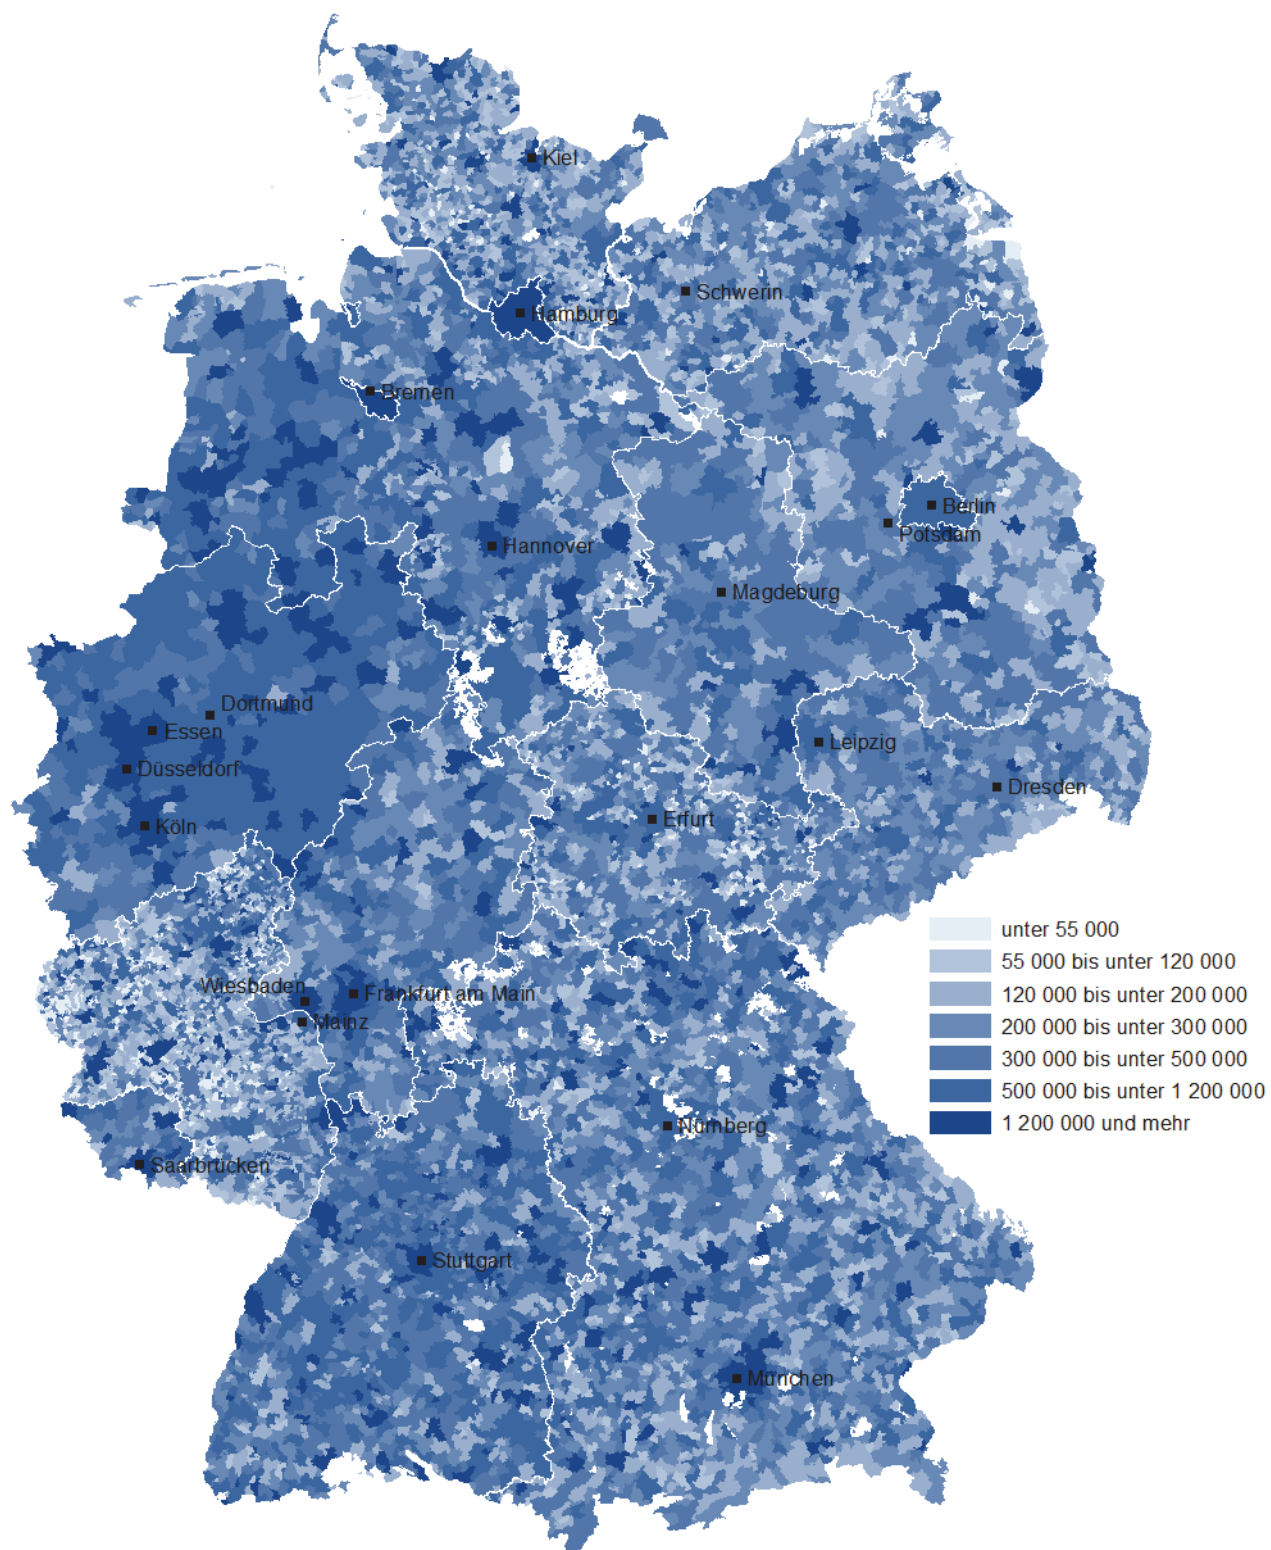 Kiel
Schwerin
Hamburg
Bremen
Berlin
Potsdam
Hannover
Magdeburg
Dortmund
Essen
Leipzig
Düsseldorf
Dresden
Köln
Erfurt
unter 55 000
55 000 bis unter 120 000
120 000 bis unter 200 000
200 000 bis unter 300 000
300 000 bis unter 500 000
500 000 bis unter 1 200 000
1 200 000 und mehr
Wiesbaden
Frankfurt am Main
Mainz
Nürnberg
Saarbrücken
Stuttgart
München